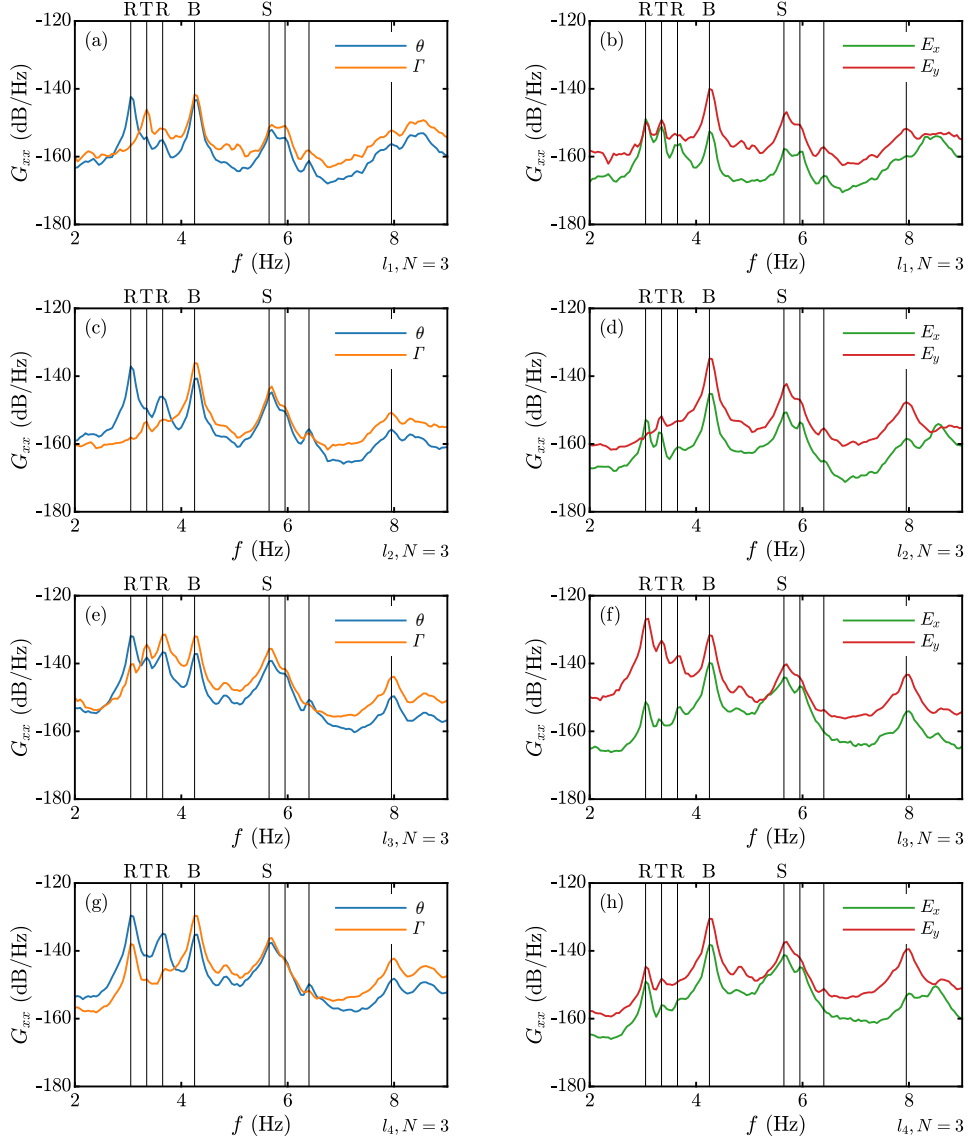 R T R B S
R T R B S
-120
-140
-160
-180
G_xx (dB/Hz)
(a)
θ
Γ
2 4 6 8
f (Hz)
l_1, N = 3
-120
-140
-160
-180
G_xx (dB/Hz)
(b)
E_x
E_y
2 4 6 8
f (Hz)
l_1, N = 3
R T R B S
R T R B S
-120
-140
-160
-180
G_xx (dB/Hz)
(c)
θ
Γ
2 4 6 8
f (Hz)
l_2, N = 3
-120
-140
-160
-180
G_xx (dB/Hz)
(d)
E_x
E_y
2 4 6 8
f (Hz)
l_2, N = 3
R T R B S
R T R B S
-120
-140
-160
-180
G_xx (dB/Hz)
(e)
θ
Γ
2 4 6 8
f (Hz)
l_3, N = 3
-120
-140
-160
-180
G_xx (dB/Hz)
(f)
E_x
E_y
2 4 6 8
f (Hz)
l_3, N = 3
R T R B S
R T R B S
-120
-140
-160
-180
G_xx (dB/Hz)
(g)
θ
Γ
2 4 6 8
f (Hz)
l_4, N = 3
-120
-140
-160
-180
G_xx (dB/Hz)
(h)
E_x
E_y
2 4 6 8
f (Hz)
l_4, N = 3